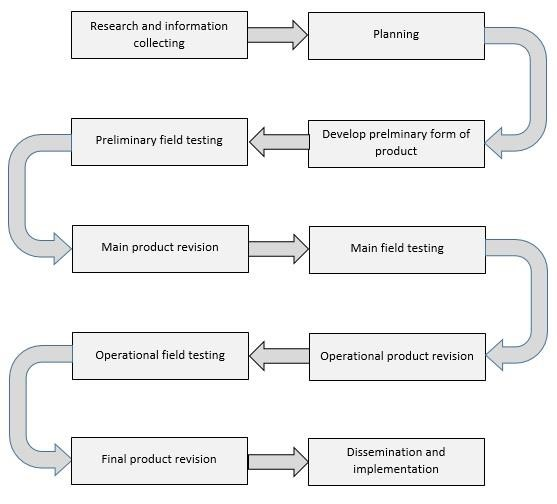 Research and information
collecting
Planning
Develop prelminary form of
product
Preliminary field testing
Main product revision
Main field testing
Operational product revision
Operational field testing
Final product revision
Dissemination and
implementation